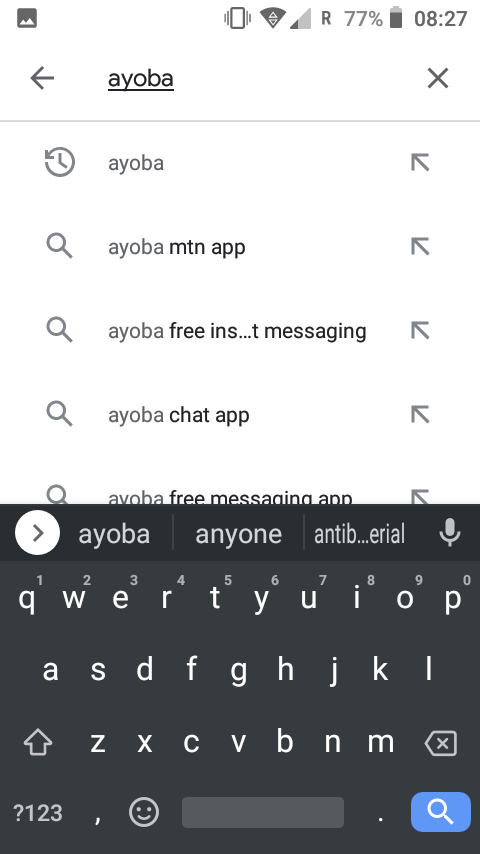 R 77% 08:27
ayoba
ayoba
ayoba mtn app
ayoba free ins...t messaging
ayoba chat app
ayoba free messaging app
ayoba anyone antib...erial
1 2 3 4 5 6 7 8 9 0
q w e r t y u i o p
a s d f g h j k l
z x c v b n m
?123 , .